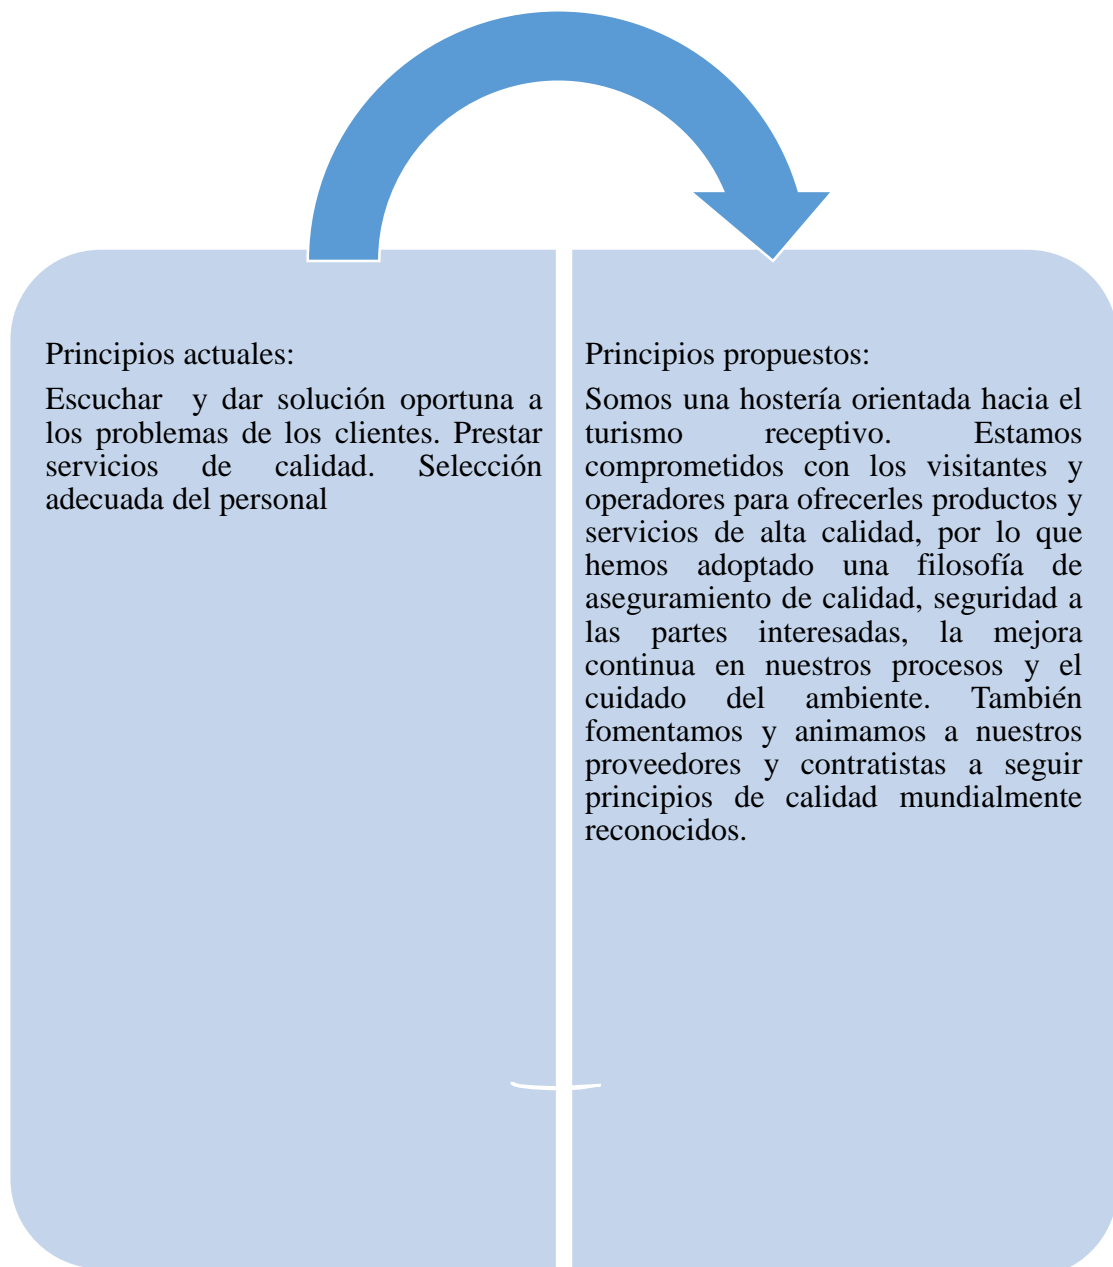 Principios actuales:
Escuchar y dar solución oportuna a
los problemas de los clientes. Prestar
servicios de calidad. Selección
adecuada del personal
Principios propuestos:
Somos una hostería orientada hacia el
turismo receptivo. Estamos
comprometidos con los visitantes y
operadores para ofrecerles productos y
servicios de alta calidad, por lo que
hemos adoptado una filosofía de
aseguramiento de calidad, seguridad a
las partes interesadas, la mejora
continua en nuestros procesos y el
cuidado del ambiente. También
fomentamos y animamos a nuestros
proveedores y contratistas a seguir
principios de calidad mundialmente
reconocidos.